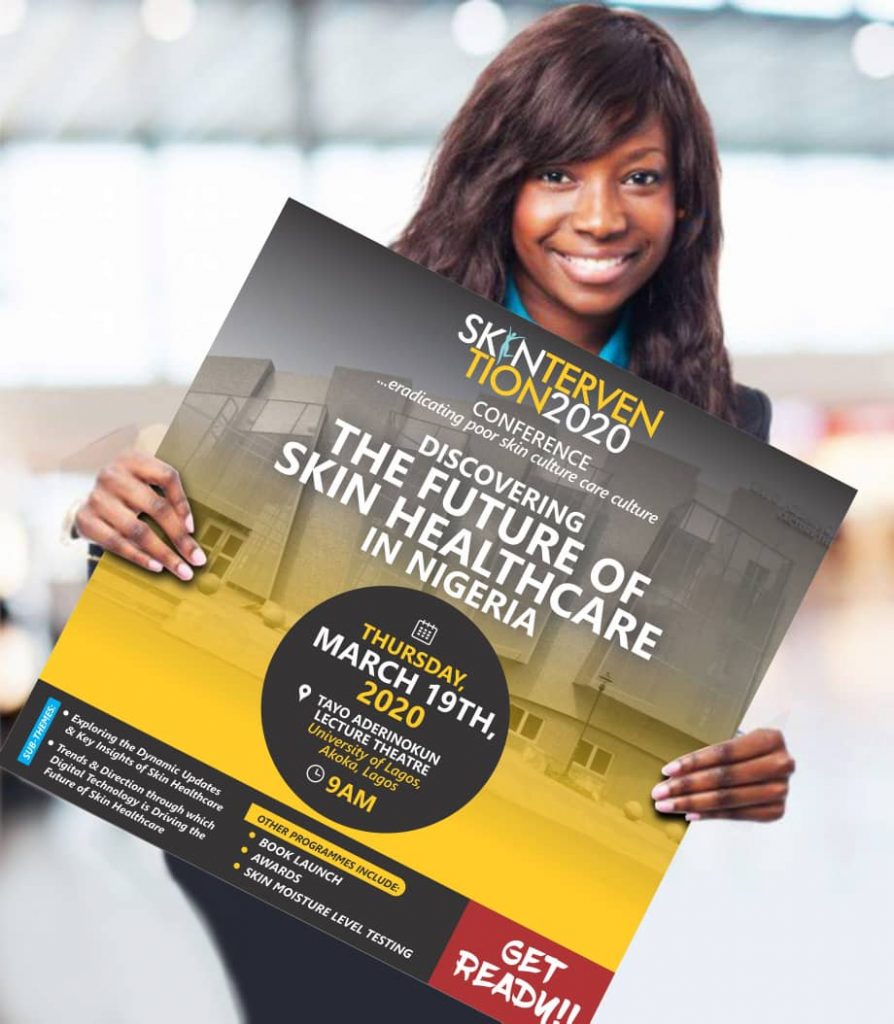 SKINTERVEN
TION2020
CONFERENCE
...eradicating poor skin culture care culture
DISCOVERING
THE FUTURE OF
SKIN HEALTHCARE
IN NIGERIA
THURSDAY,
MARCH 19TH,
2020
TAYO ADERINOKUN
LECTURE THEATRE
University of Lagos,
Akoka, Lagos
9AM
SUB-THEMES:
• Exploring the Dynamic Updates
& Key Insights of Skin Healthcare
• Trends & Direction through which
Digital Technology is Driving the
Future of Skin Healthcare
OTHER PROGRAMMES INCLUDE:
• BOOK LAUNCH
• AWARDS
• SKIN MOISTURE LEVEL TESTING
GET
READY!!